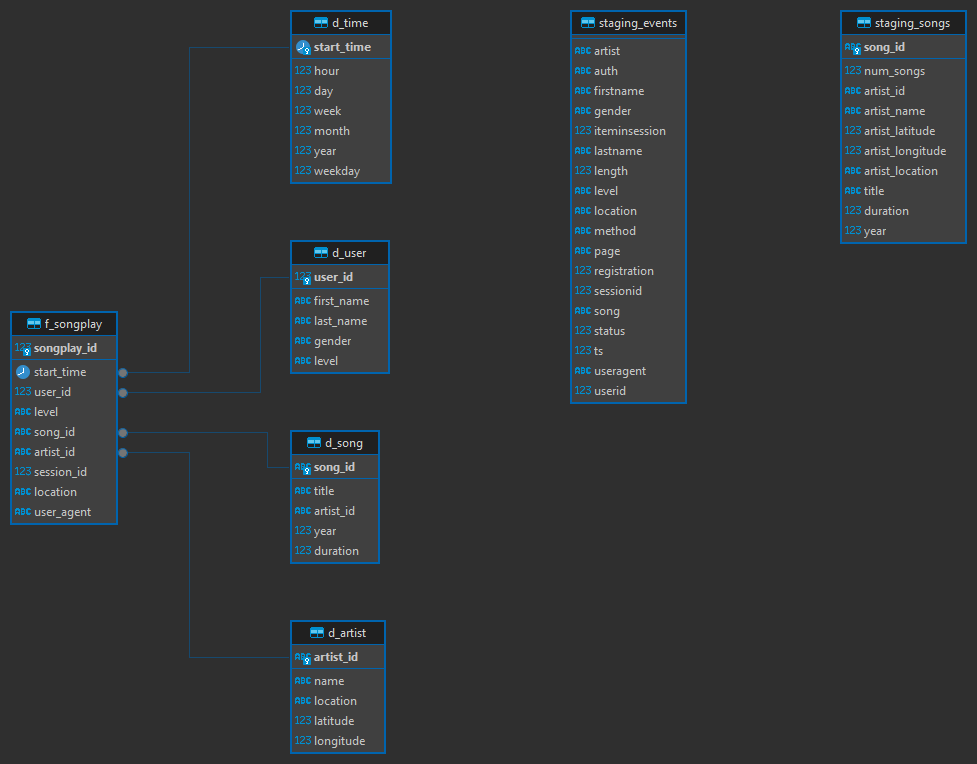 d_time
start_time
123 hour
123 day
123 week
123 month
123 year
123 weekday
staging_events
ABC artist
ABC auth
ABC firstname
ABC gender
123 iteminsession
ABC lastname
123 length
ABC level
ABC location
ABC method
ABC page
123 registration
123 sessionid
ABC song
123 status
123 ts
ABC useragent
123 userid
staging_songs
ABC song_id
123 num_songs
ABC artist_id
ABC artist_name
123 artist_latitude
123 artist_longitude
ABC artist_location
ABC title
123 duration
123 year
d_user
123 user_id
ABC first_name
ABC last_name
ABC gender
ABC level
f_songplay
123 songplay_id
start_time
123 user_id
ABC level
ABC song_id
ABC artist_id
123 session_id
ABC location
ABC user_agent
d_song
ABC song_id
ABC title
ABC artist_id
123 year
123 duration
d_artist
ABC artist_id
ABC name
ABC location
123 latitude
123 longitude